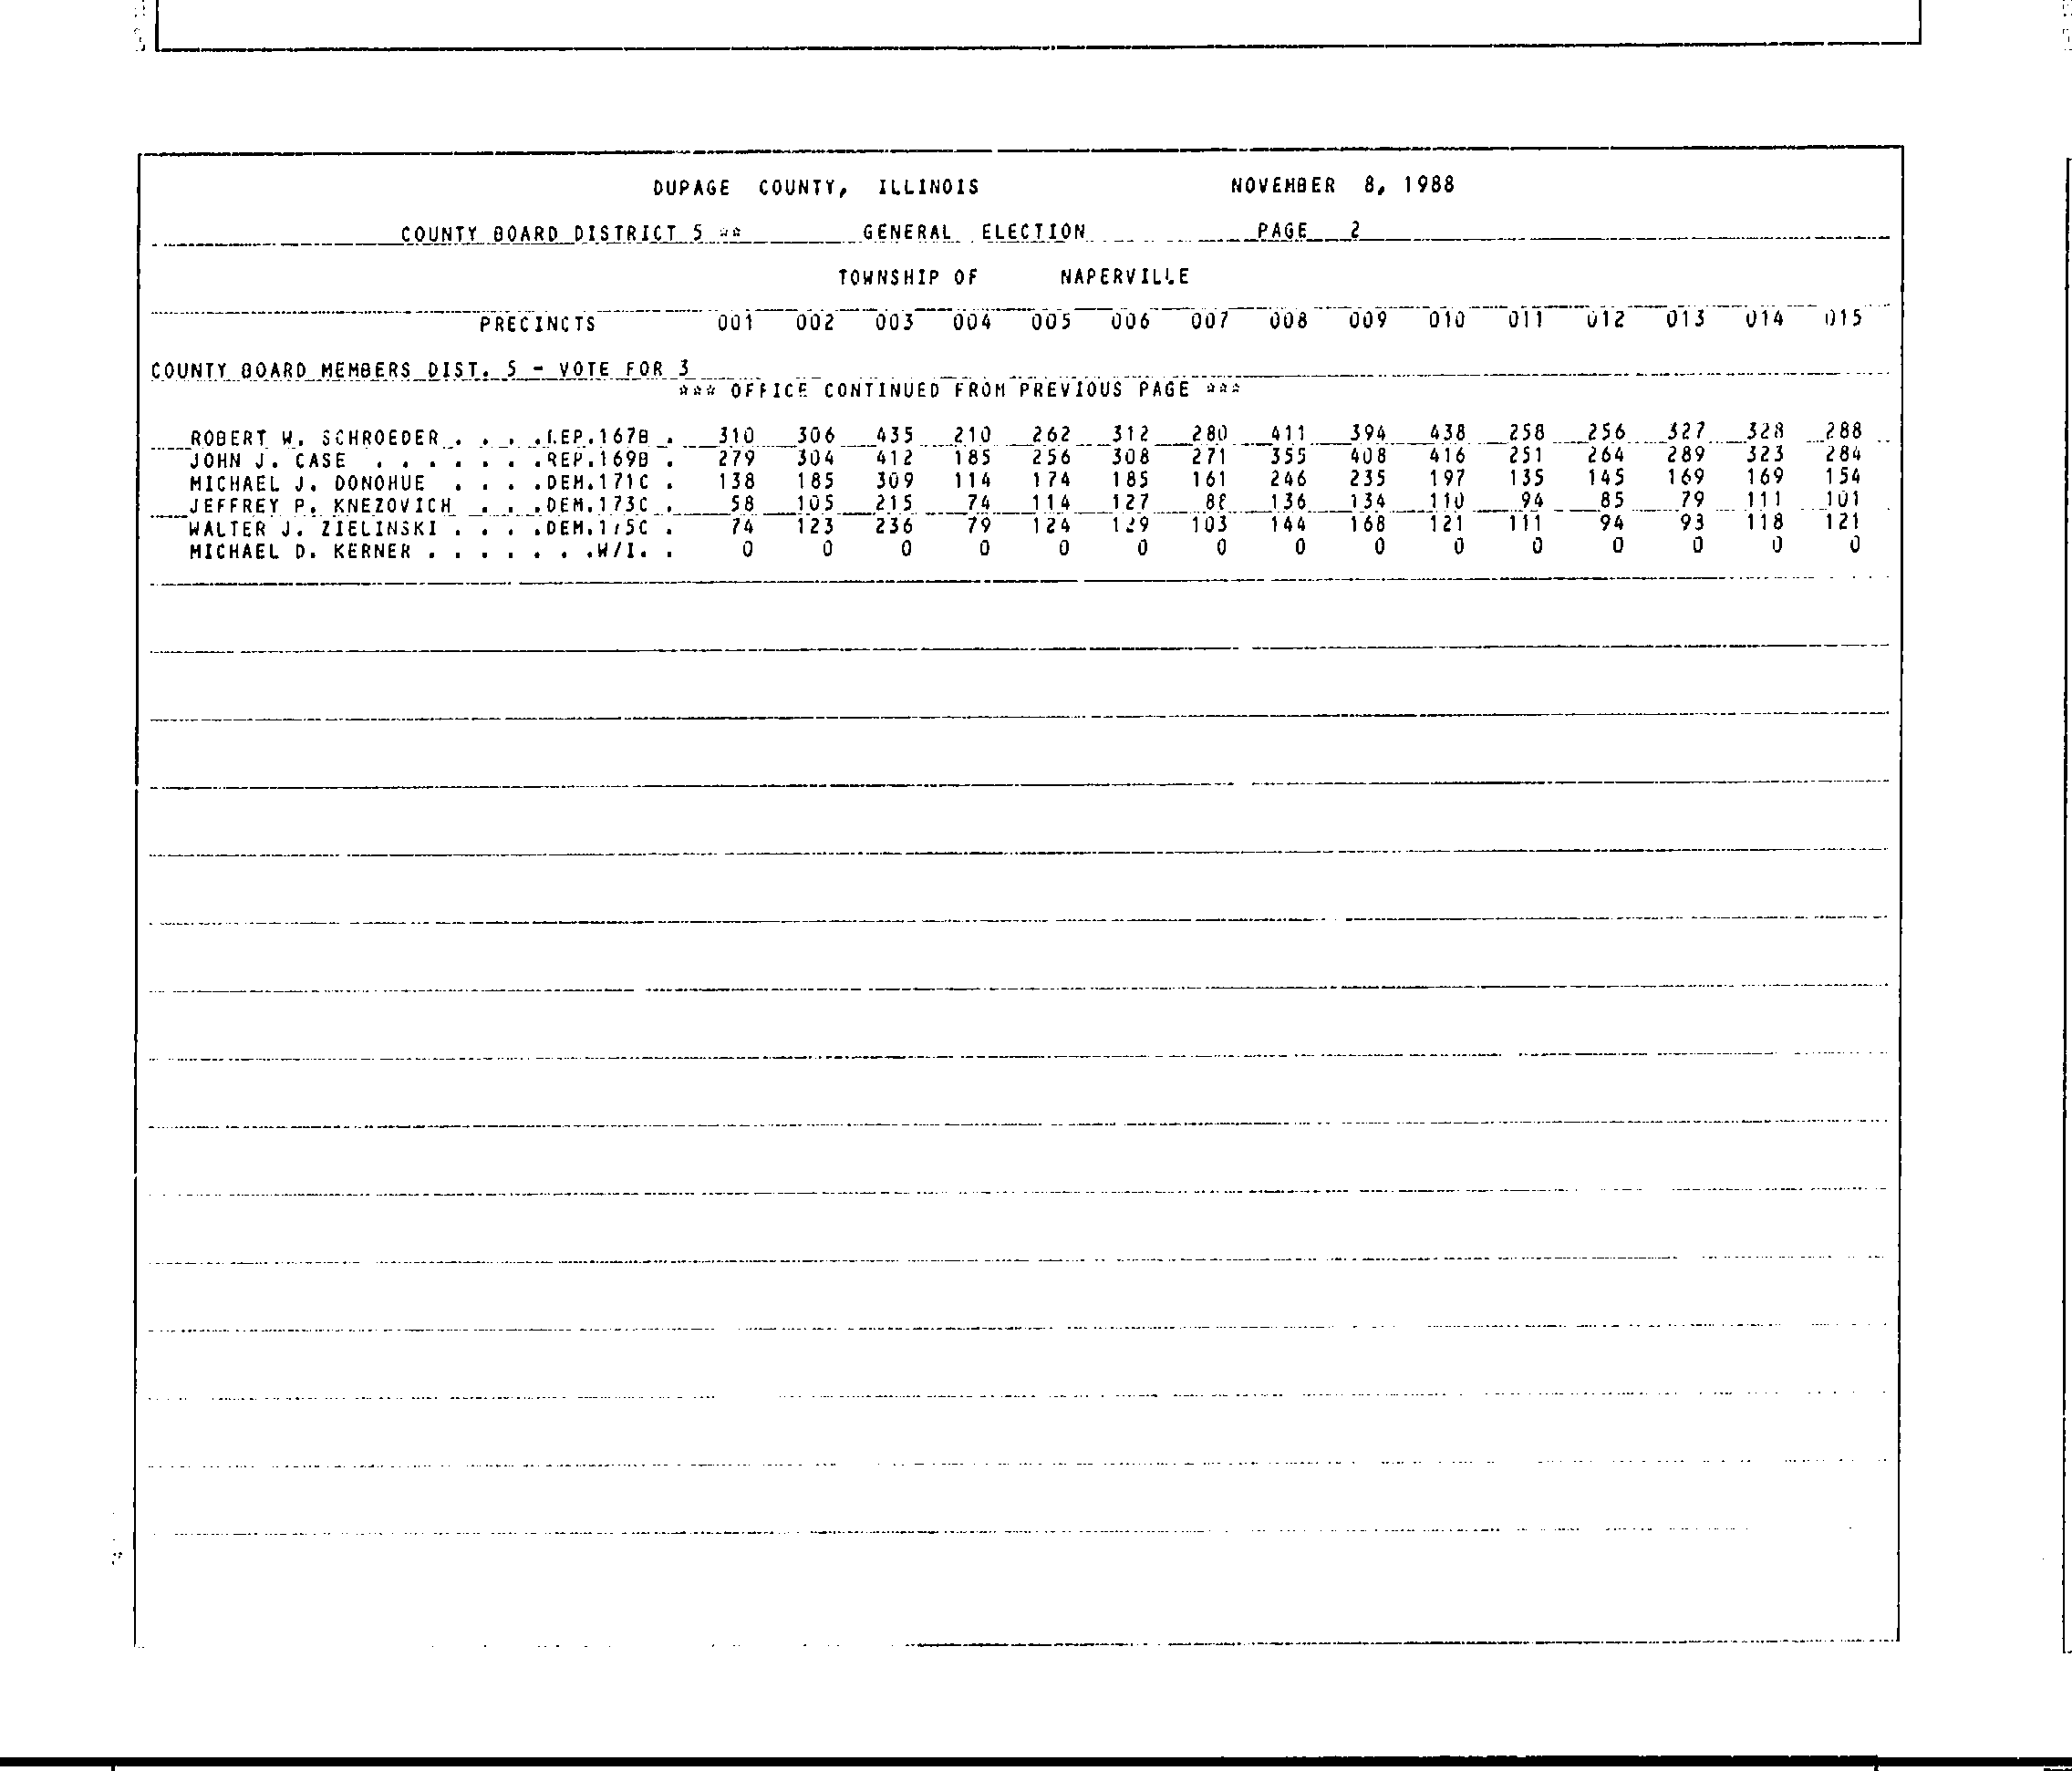 DUPAGE COUNTY, ILLINOIS NOVEMBER 8, 1988
COUNTY BOARD DISTRICT 5 ** GENERAL ELECTION PAGE 2
TOWNSHIP OF NAPERVILLE
PRECINCTS 001 002 003 004 005 006 007 008 009 010 011 012 013 014 015
COUNTY BOARD MEMBERS DIST. 5 - VOTE FOR 3
*** OFFICE CONTINUED FROM PREVIOUS PAGE ***
ROBERT W. SCHROEDER . . . .REP.167B . 310 306 435 210 262 312 280 411 394 438 258 256 327 328 288
JOHN J. CASE . . . . . . .REP.169B . 279 304 412 185 256 308 271 355 408 416 251 264 289 323 284
MICHAEL J. DONOHUE . . . .DEM.171C . 138 185 309 114 174 185 161 246 235 197 135 145 169 169 154
JEFFREY P. KNEZOVICH . . .DEM.173C . 58 105 215 74 114 127 136 134 110 94 85 79 111 101
WALTER J. ZIELINSKI . . . .DEM.175C . 74 123 236 79 124 129 103 144 168 121 111 94 93 118 121
MICHAEL D. KERNER . . . . . . .W/I. . 0 0 0 0 0 0 0 0 0 0 0 0 0 0 0